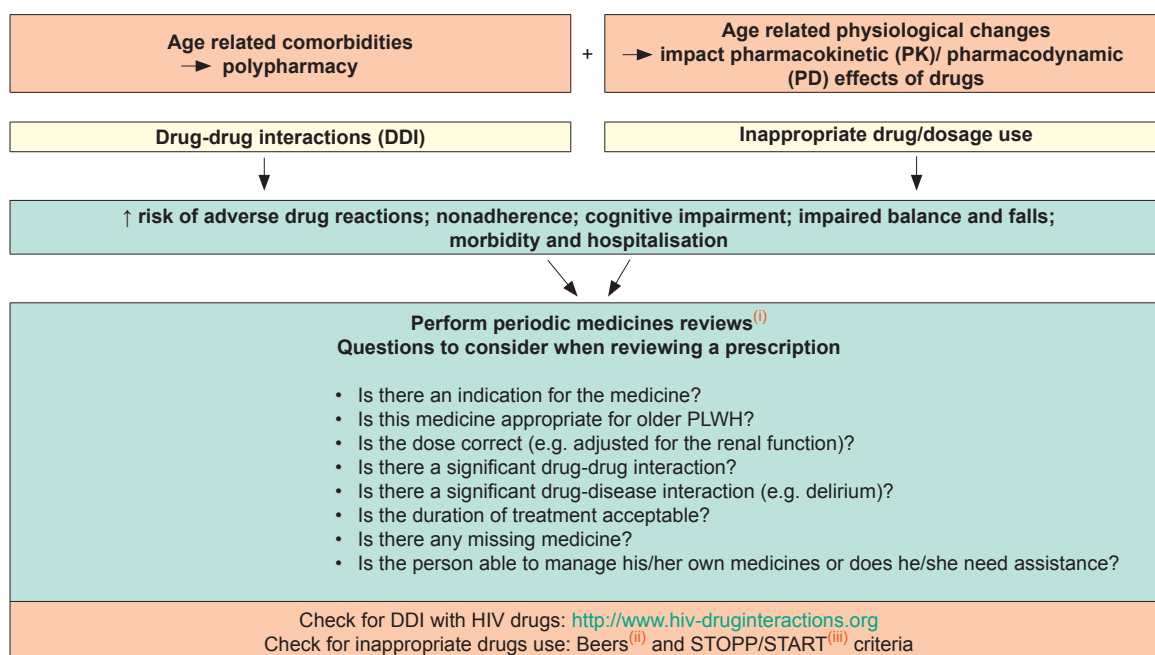 Age related comorbidities
→ polypharmacy
+
Age related physiological changes
→ impact pharmacokinetic (PK)/ pharmacodynamic
(PD) effects of drugs
Drug-drug interactions (DDI)
Inappropriate drug/dosage use
↑ risk of adverse drug reactions; nonadherence; cognitive impairment; impaired balance and falls;
morbidity and hospitalisation
Perform periodic medicines reviews(i)
Questions to consider when reviewing a prescription
• Is there an indication for the medicine?
• Is this medicine appropriate for older PLWH?
• Is the dose correct (e.g. adjusted for the renal function)?
• Is there a significant drug-drug interaction?
• Is there a significant drug-disease interaction (e.g. delirium)?
• Is the duration of treatment acceptable?
• Is there any missing medicine?
• Is the person able to manage his/her own medicines or does he/she need assistance?
Check for DDI with HIV drugs: http://www.hiv-druginteractions.org
Check for inappropriate drugs use: Beers(ii) and STOPP/START(iii) criteria